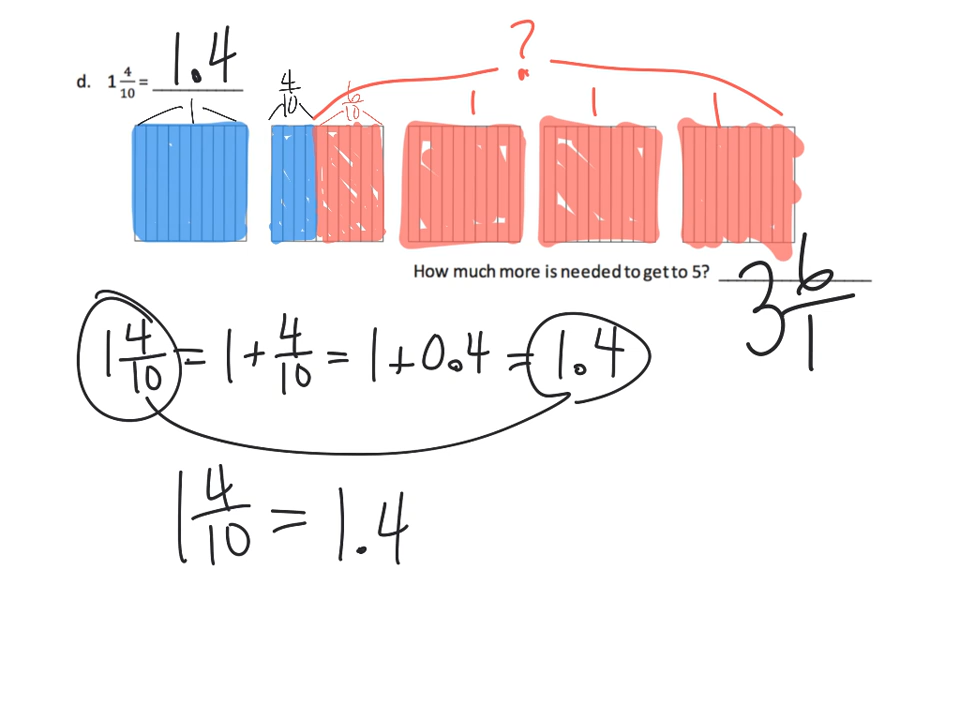 ?
d. 1 4/10 = 1.4
1 4/10 6/10 1 1 1
How much more is needed to get to 5? 3 6/1
1 4/10 = 1 + 4/10 = 1 + 0.4 = 1.4
1 4/10 = 1.4